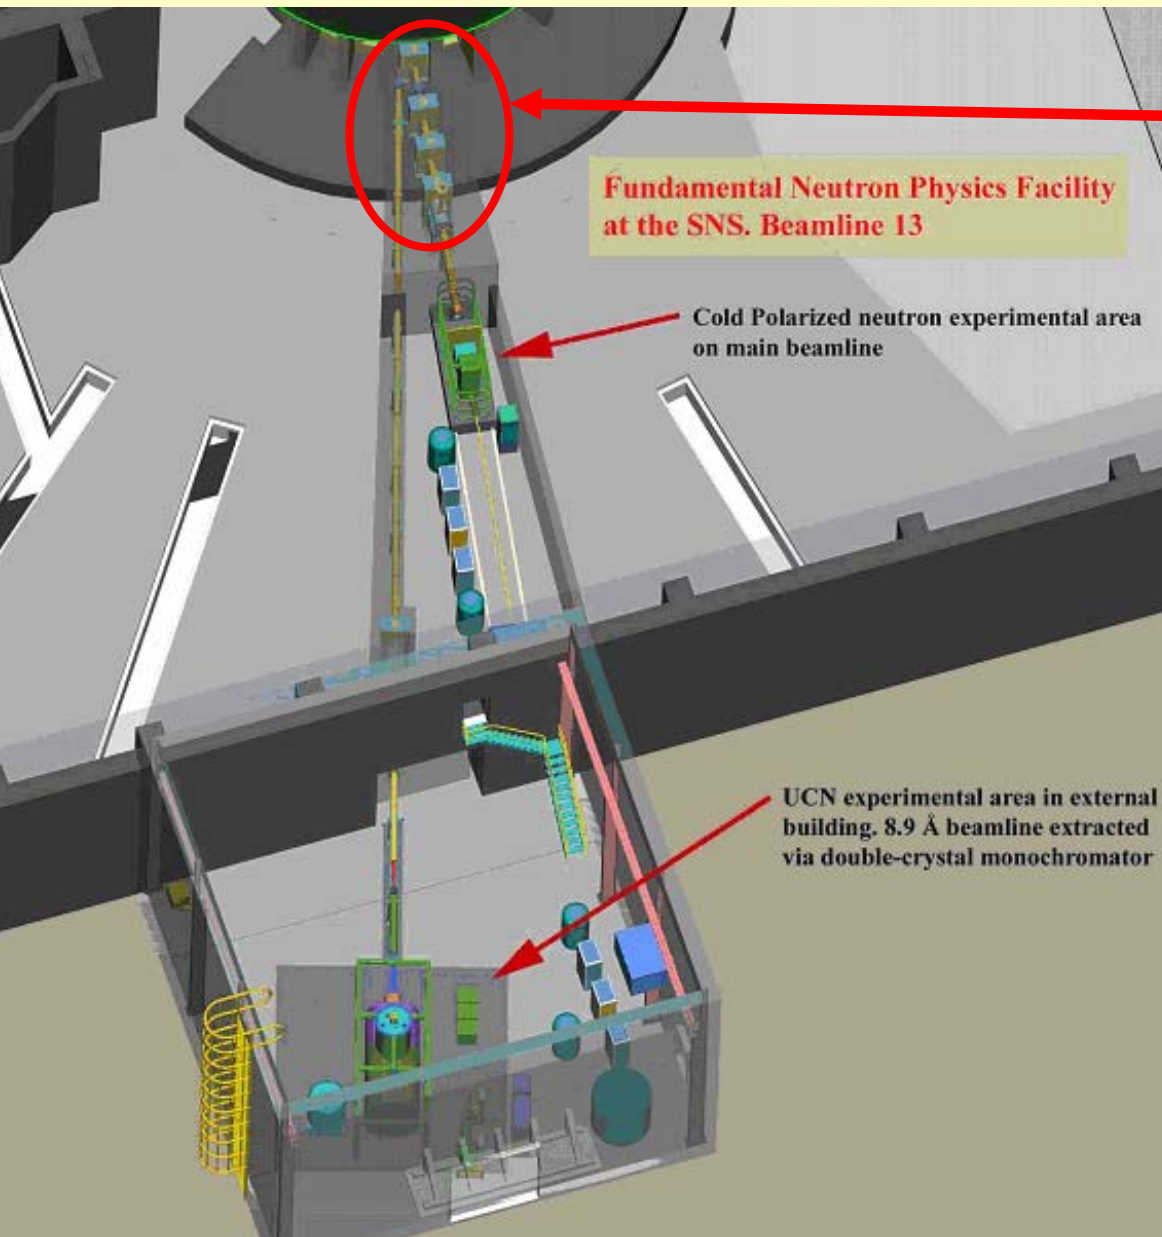 Fundamental Neutron Physics Facility
at the SNS. Beamline 13
Cold Polarized neutron experimental area
on main beamline
UCN experimental area in external
building. 8.9 Å beamline extracted
via double-crystal monochromator